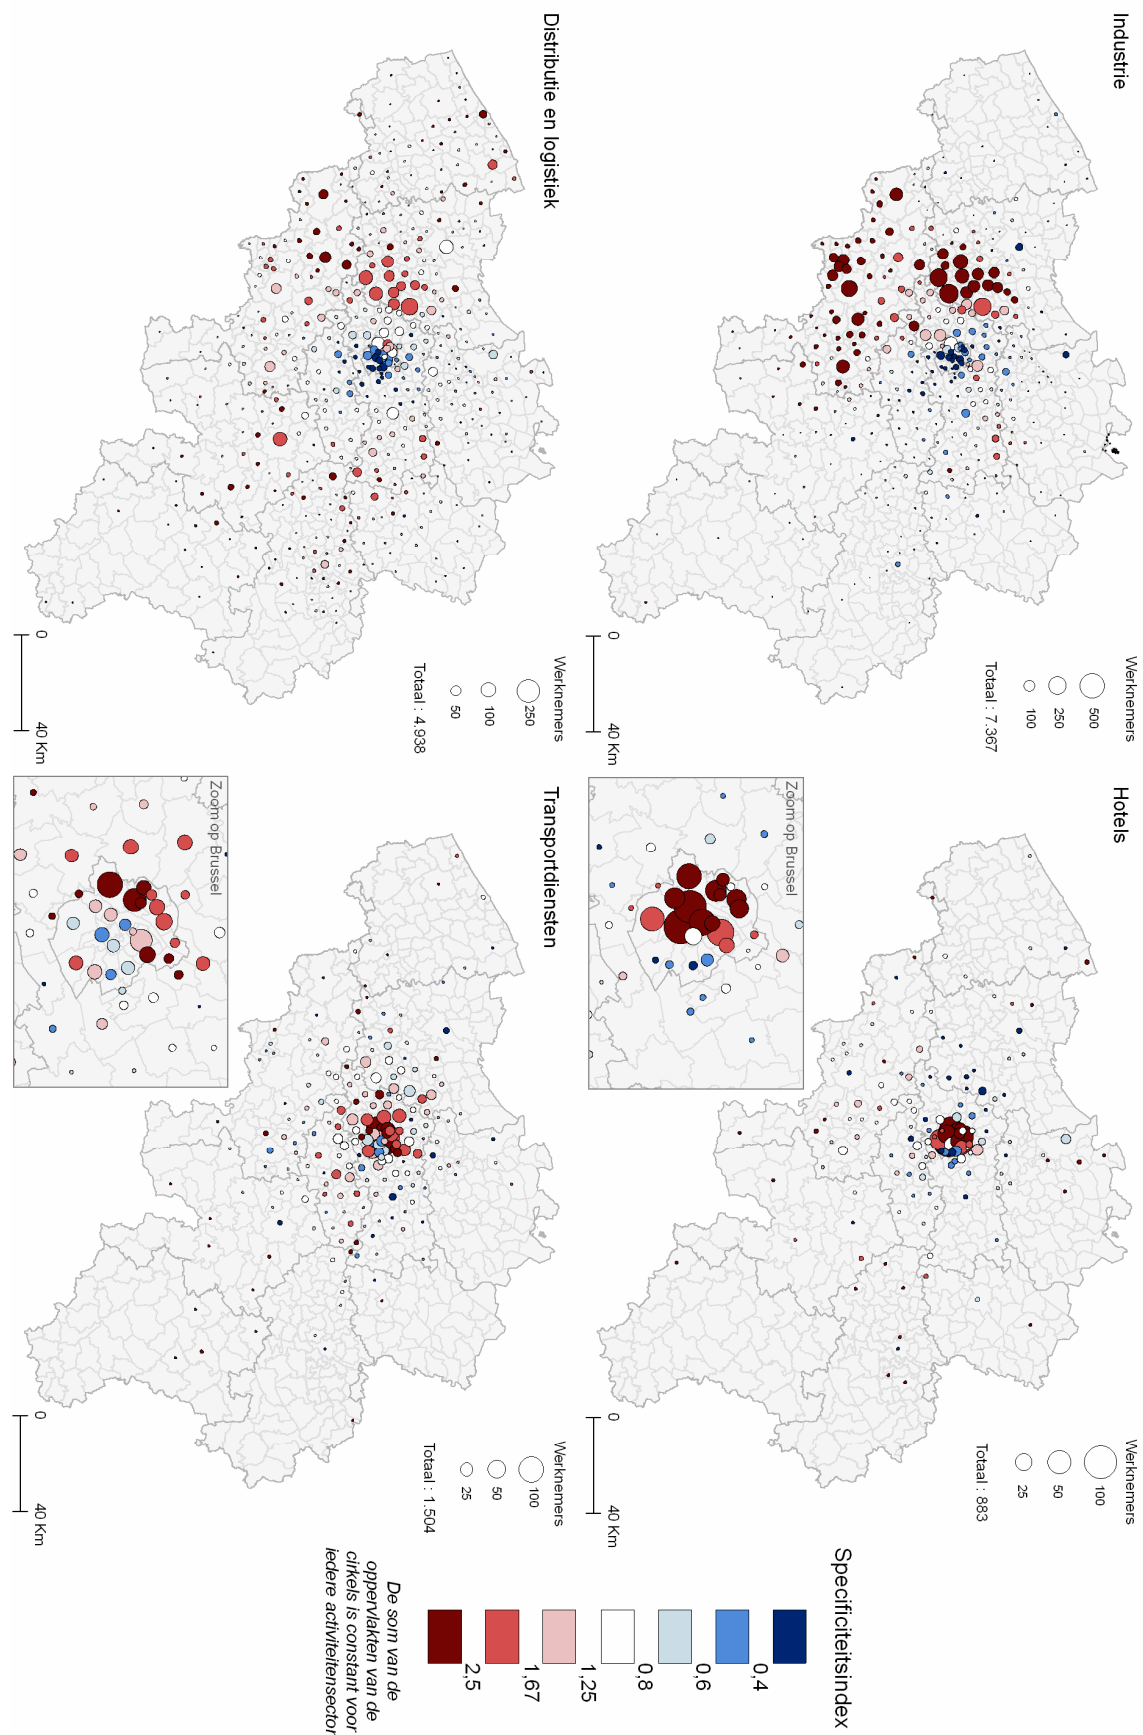 Industrie
Werknemers
500
250
100
Totaal : 7.367
0
40 Km
Hotels
Zoom op Brussel
Werknemers
100
50
25
Totaal : 883
0
40 Km
Distributie en logistiek
Werknemers
250
100
50
Totaal : 4.938
0
40 Km
Transportdiensten
Zoom op Brussel
Werknemers
100
50
25
Totaal : 1.504
0
40 Km
Specificiteitsindex
0,4
0,6
0,8
1,25
1,67
2,5
De som van de
oppervlakten van de
cirkels is constant voor
iedere activiteitensector